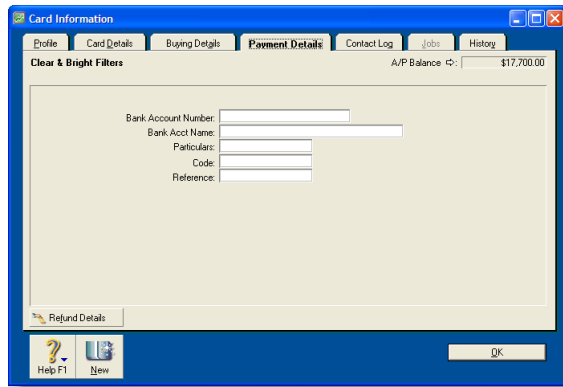 Card Information
Profile Card Details Buying Details Payment Details Contact Log Jobs History
Clear & Bright Filters A/P Balance ⇨: $17,700.00
Bank Account Number:
Bank Acct Name:
Particulars:
Code:
Reference:
Refund Details
Help F1 New OK